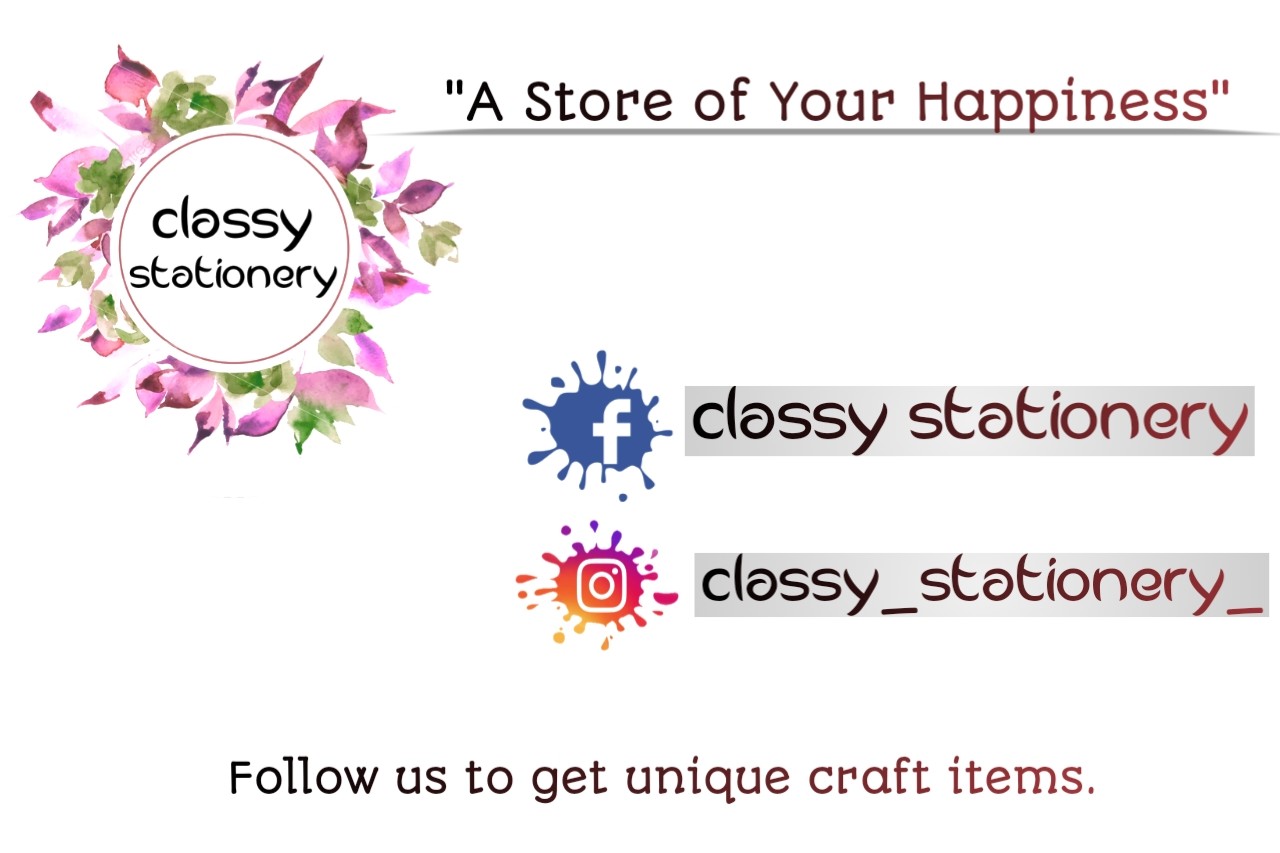 "A Store of Your Happiness"
classy
stationery
classy stationery
classy_stationery_
Follow us to get unique craft items.